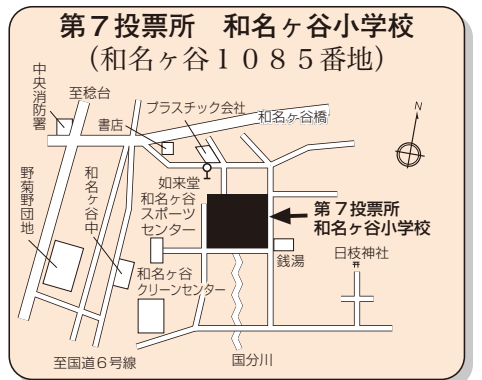 第７投票所　和名ヶ谷小学校
（和名ヶ谷１０８５番地）
中央消防署
至稔台
プラスチック会社
書店
和名ヶ谷橋
N
野菊野団地
和名ヶ谷中
如来堂
和名ヶ谷
スポーツ
センター
第７投票所
和名ヶ谷小学校
銭湯
日枝神社
和名ヶ谷
クリーンセンター
至国道６号線
国分川